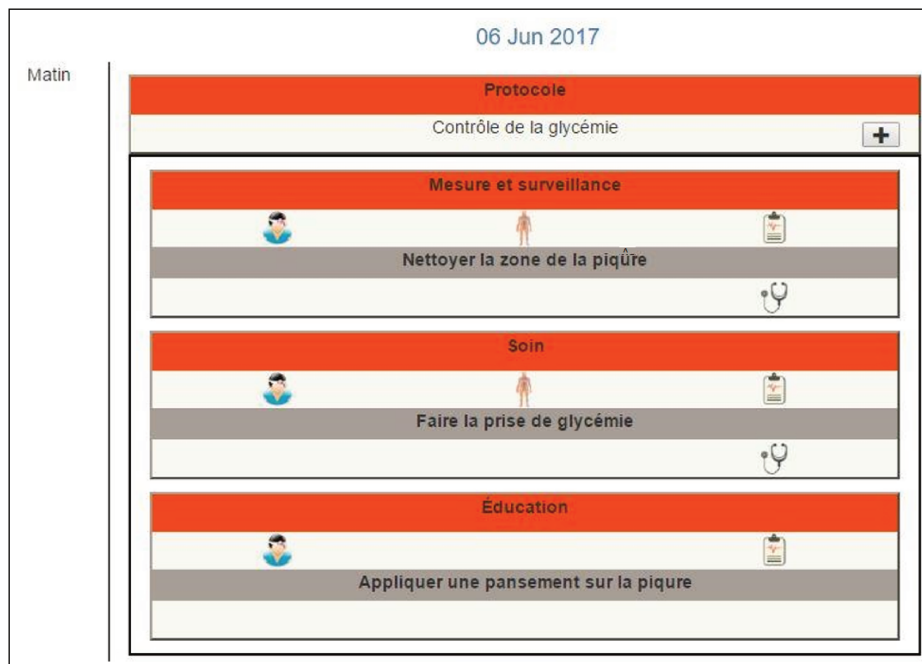 06 Jun 2017
Matin
Protocole
Contrôle de la glycémie
Mesure et surveillance
Nettoyer la zone de la piqûre
Soin
Faire la prise de glycémie
Éducation
Appliquer une pansement sur la piqure